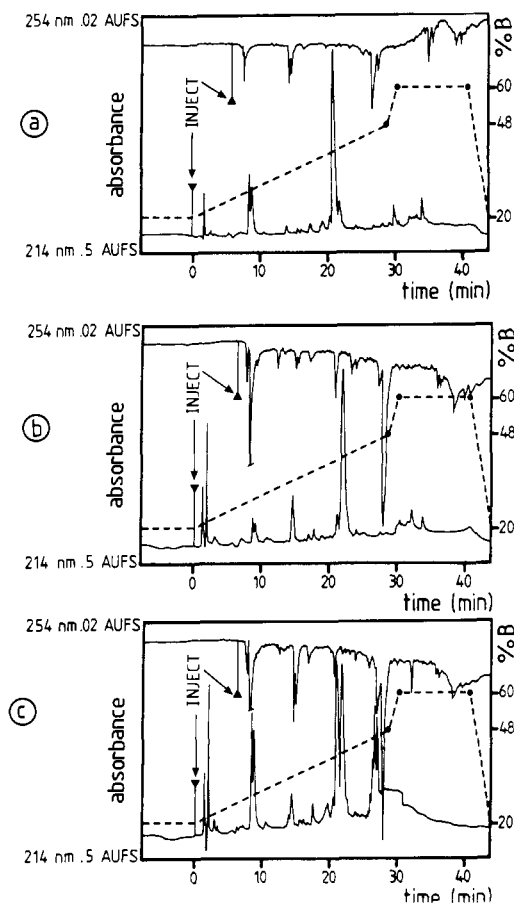 254 nm .02 AUFS
%B
INJECT
60
48
ⓐ
absorbance
20
214 nm .5 AUFS
0 10 20 30 40
time (min)
254 nm .02 AUFS
%B
INJECT
60
48
ⓑ
absorbance
20
214 nm .5 AUFS
0 10 20 30 40
time (min)
254 nm .02 AUFS
%B
INJECT
60
48
ⓒ
absorbance
20
214 nm .5 AUFS
0 10 20 30 40
time (min)